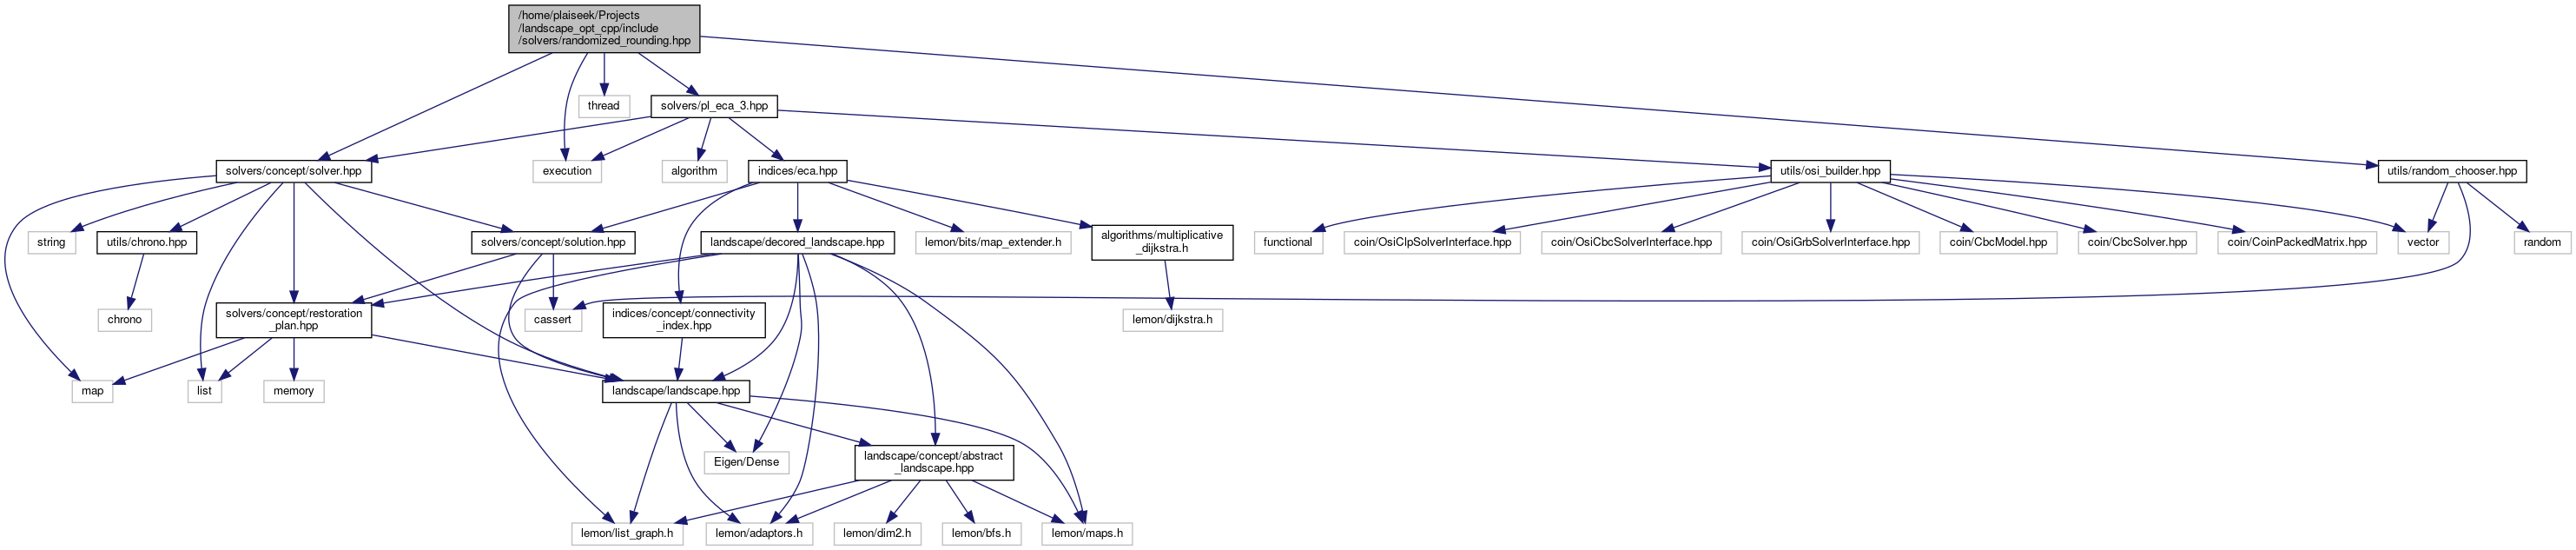 /home/plaiseek/Projects
/landscape_opt_cpp/include
/solvers/randomized_rounding.hpp
thread
solvers/pl_eca_3.hpp
solvers/concept/solver.hpp
execution
algorithm
indices/eca.hpp
utils/osi_builder.hpp
utils/random_chooser.hpp
string
utils/chrono.hpp
solvers/concept/solution.hpp
landscape/decored_landscape.hpp
lemon/bits/map_extender.h
algorithms/multiplicative
_dijkstra.h
functional
coin/OsiClpSolverInterface.hpp
coin/OsiCbcSolverInterface.hpp
coin/OsiGrbSolverInterface.hpp
coin/CbcModel.hpp
coin/CbcSolver.hpp
coin/CoinPackedMatrix.hpp
vector
random
chrono
solvers/concept/restoration
_plan.hpp
cassert
indices/concept/connectivity
_index.hpp
lemon/dijkstra.h
map
list
memory
landscape/landscape.hpp
Eigen/Dense
landscape/concept/abstract
_landscape.hpp
lemon/list_graph.h
lemon/adaptors.h
lemon/dim2.h
lemon/bfs.h
lemon/maps.h